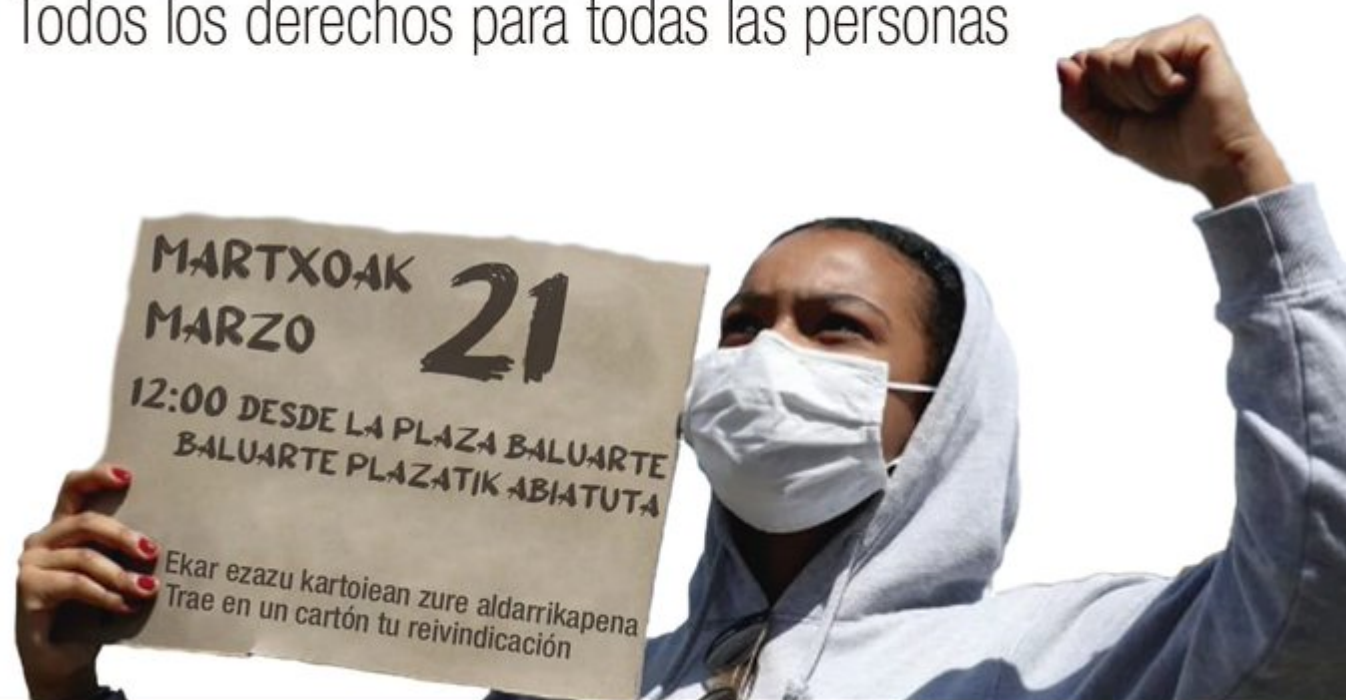 Todos los derechos para todas las personas
MARTXOAK 21
MARZO
12:00 DESDE LA PLAZA BALUARTE
BALUARTE PLAZATIK ABIATUTA
Ekar ezazu kartoiean zure aldarrikapena
Trae en un cartón tu reivindicación